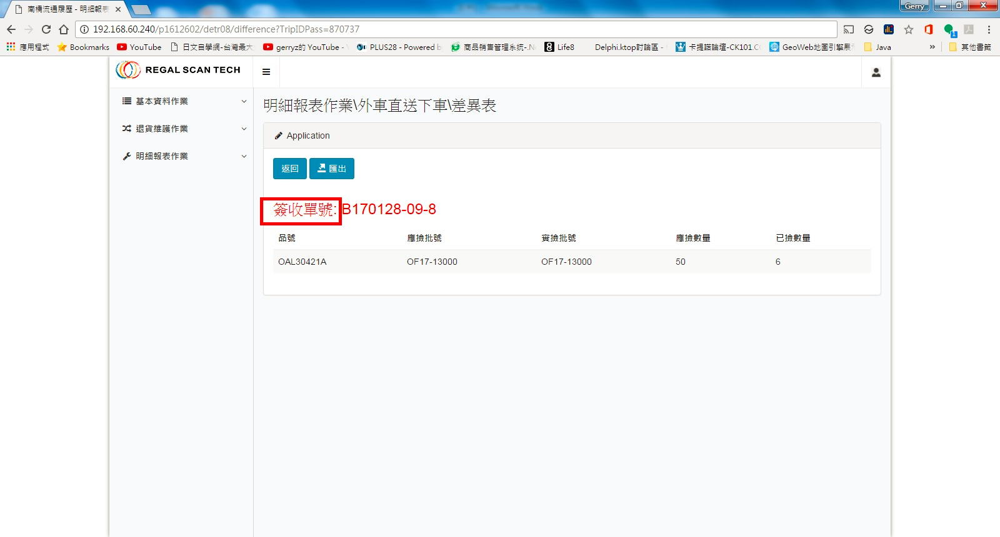 南橋流通履歷 - 明細報表
Gerry
192.168.60.240/p1612602/detr08/difference?TripIDPass=870737
應用程式 Bookmarks YouTube 日文自學網-台灣最大 gerryz的 YouTube - PLUS28 - Powered b 商品销售管理系统-.N Life8 Delphi.ktop討論區 - 卡提諾論壇-CK101.C GeoWeb地圖引擎展示 Java » 其他書籤
REGAL SCAN TECH
基本資料作業
退貨維護作業
明細報表作業
明細報表作業\外車直送下車\差異表
Application
返回 匯出
簽收單號: B170128-09-8
品號 應撿批號 實撿批號 應撿數量 已撿數量
OAL30421A OF17-13000 OF17-13000 50 6